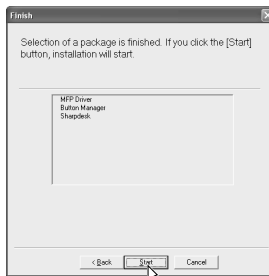 Finish
Selection of a package is finished. If you click the [Start]
button, installation will start.
MFP Driver
Button Manager
Sharpdesk
< Back
Start
Cancel